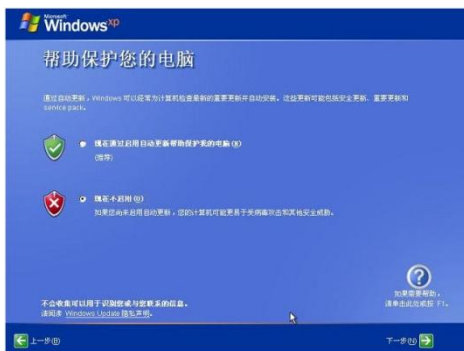 Microsoft
Windows xp
帮助保护您的电脑
通过自动更新，Windows 可以经常为计算机检查最新的重要更新并自动安装。这些更新可能包括安全更新、重要更新和
service pack。
现在通过启用自动更新帮助保护我的电脑(K)
(推荐)
现在不启用(O)
如果您尚未启用自动更新，您的计算机可能更易于受病毒攻击和其他安全威胁。
如果需要帮助，
请单击此处或按 F1。
不会收集可以用于识别您或与您联系的信息。
请阅读 Windows Update 隐私声明。
上一步(B)
下一步(N)